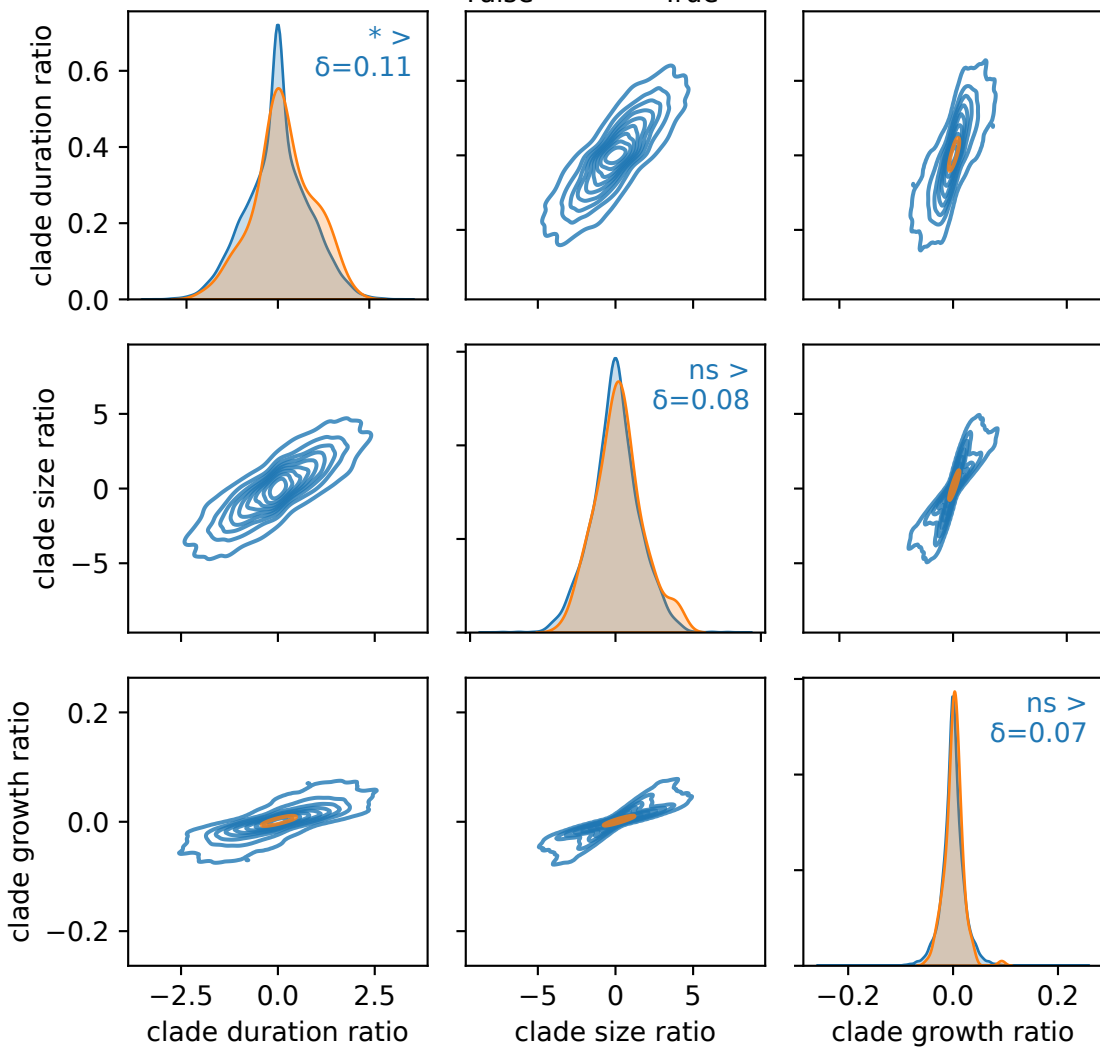 clade duration ratio
0.6
0.4
0.2
0.0
* >
δ=0.11
clade size ratio
5
0
−5
ns >
δ=0.08
clade growth ratio
0.2
0.0
−0.2
ns >
δ=0.07
−2.5 0.0 2.5
−5 0 5
−0.2 0.0 0.2
clade duration ratio
clade size ratio
clade growth ratio